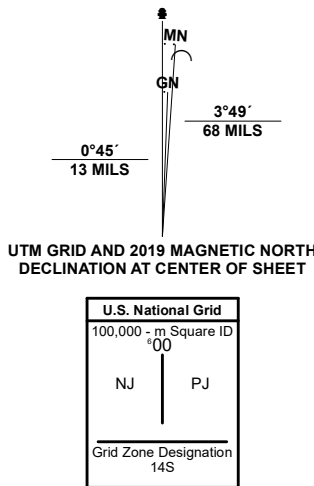 MN
GN
3°49´
68 MILS
0°45´
13 MILS
UTM GRID AND 2019 MAGNETIC NORTH
DECLINATION AT CENTER OF SHEET
U.S. National Grid
100,000 - m Square ID
⁶00
NJ PJ
Grid Zone Designation
14S